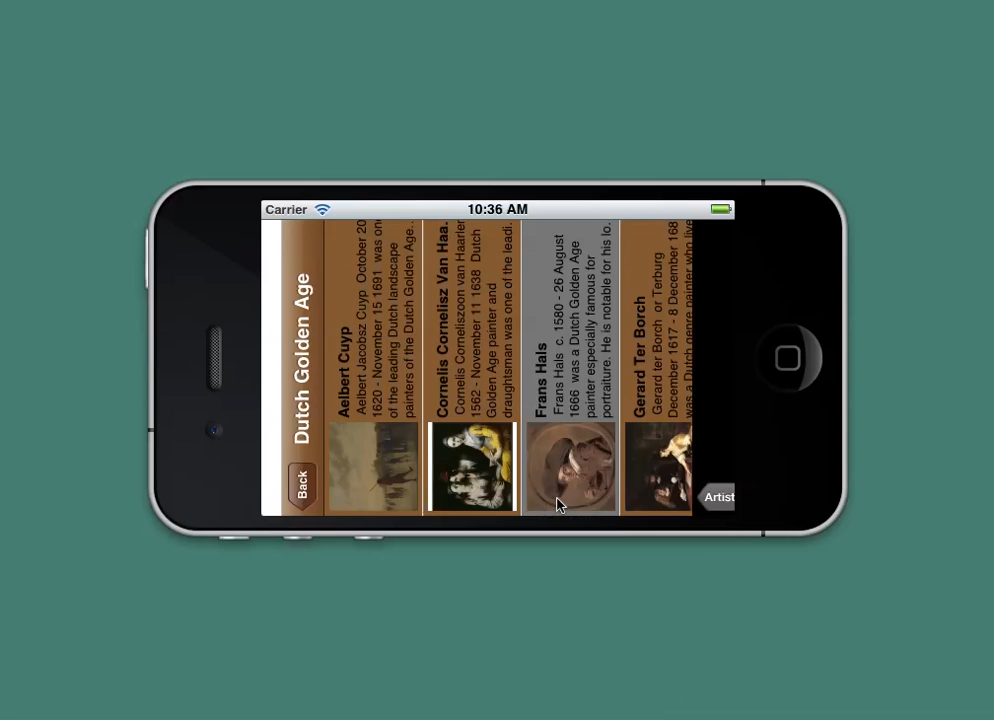 Carrier
10:36 AM
Back
Dutch Golden Age
Aelbert Cuyp
Aelbert Jacobsz Cuyp October 20
1620 - November 15 1691 was on
of the leading Dutch landscape
painters of the Dutch Golden Age..
Cornelis Cornelisz Van Haa.
Cornelis Corneliszoon van Haarler
1562 - November 11 1638 Dutch
Golden Age painter and
draughtsman was one of the leadi.
Frans Hals
Frans Hals c. 1580 - 26 August
1666 was a Dutch Golden Age
painter especially famous for
portraiture. He is notable for his lo.
Gerard Ter Borch
Gerard ter Borch or Terburg
December 1617 - 8 December 168
was a Dutch genre painter who live
Artist